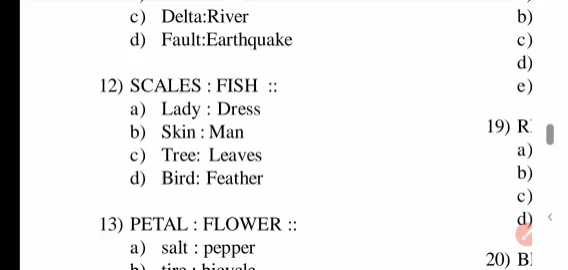 c) Delta:River
d) Fault:Earthquake
12) SCALES : FISH ::
a) Lady : Dress
b) Skin : Man
c) Tree: Leaves
d) Bird: Feather
13) PETAL : FLOWER ::
a) salt : pepper
b)
c)
d)
e)
19) R
a)
b)
c)
d)
20) B